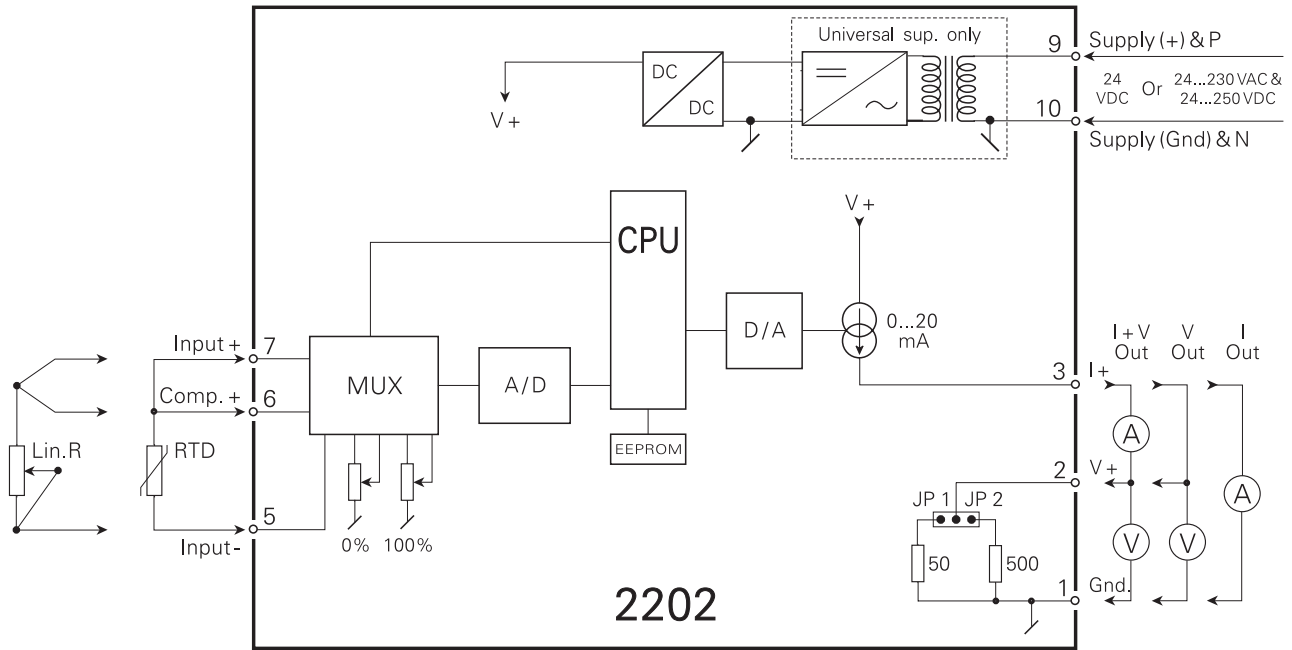 Universal sup. only
9
Supply (+) & P
24 VDC Or 24...230 VAC & 24...250 VDC
10
Supply (Gnd) & N
DC
DC
V +
CPU
V +
D/A
0...20
mA
I + V
Out
V
Out
I
Out
Input +
7
MUX
A/D
3
I +
Comp. +
6
EEPROM
A
Lin.R
RTD
2
V +
A
JP 1
JP 2
5
Input -
0%
100%
50
500
V
V
1
Gnd.
2202